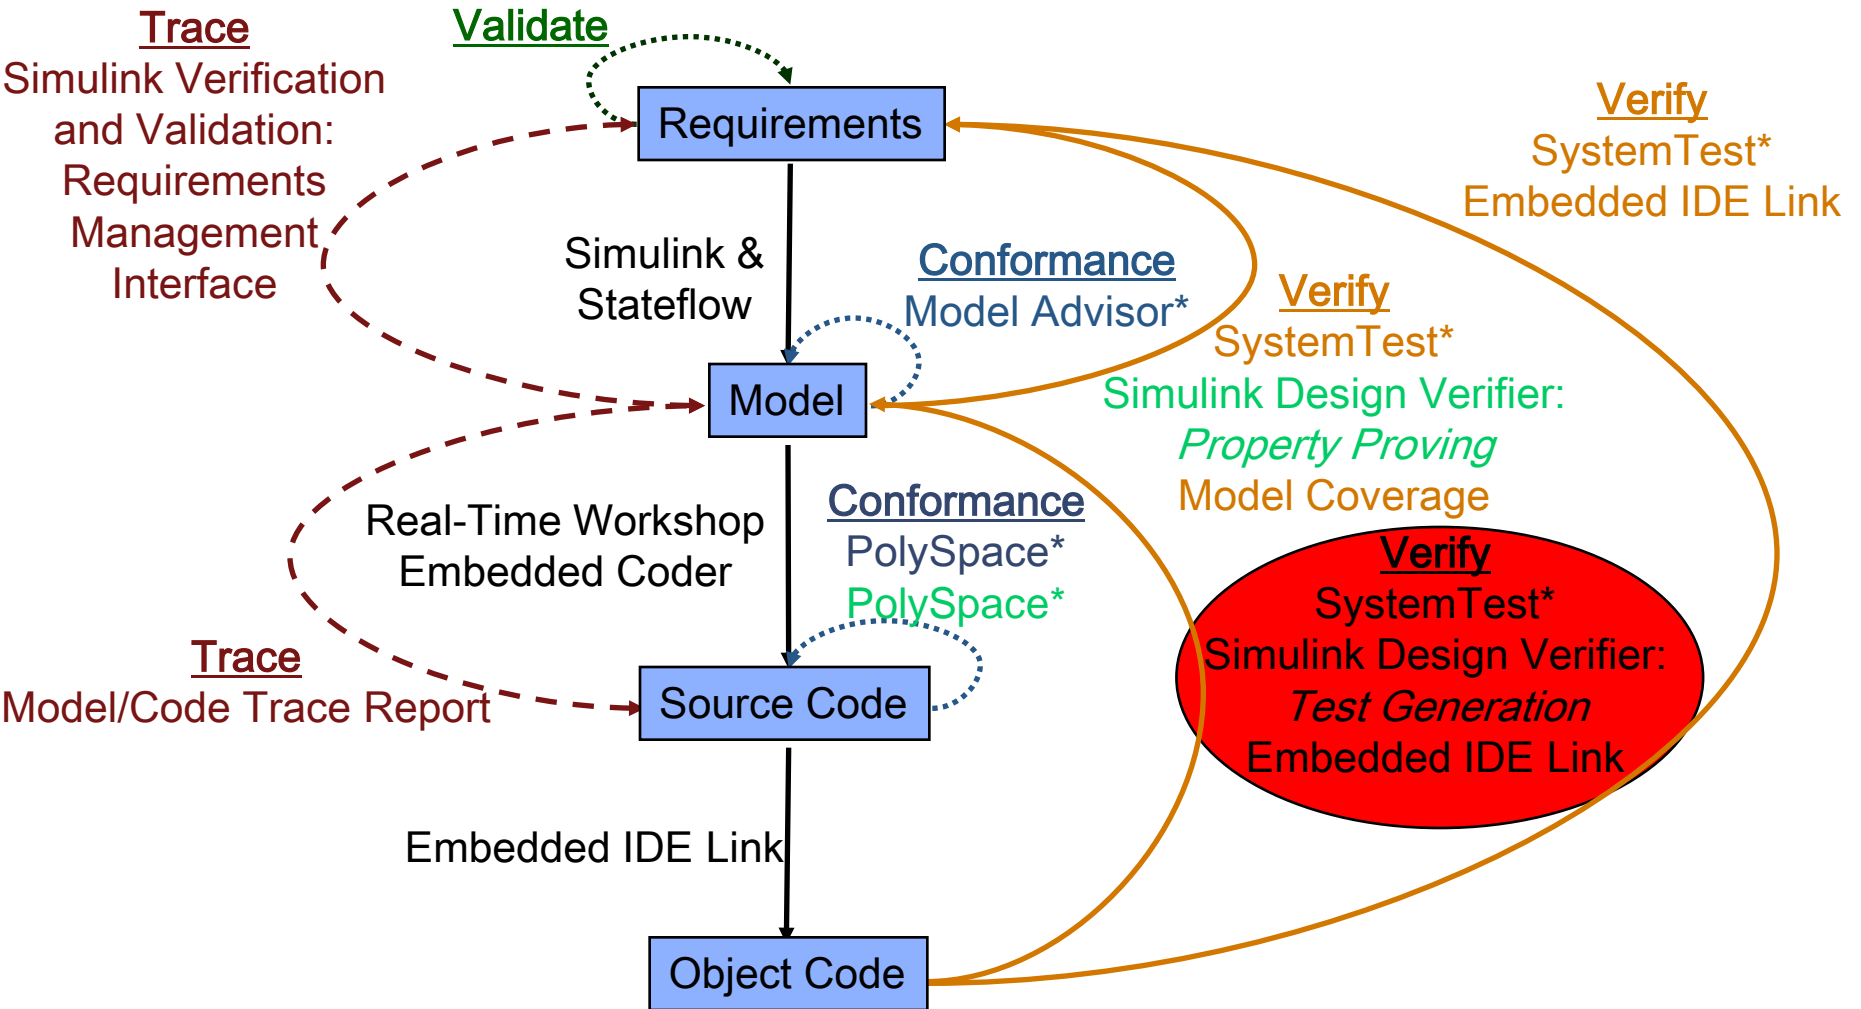 Trace
Simulink Verification
and Validation:
Requirements
Management
Interface
Validate
Requirements
Verify
SystemTest*
Embedded IDE Link
Simulink &
Stateflow
Conformance
Model Advisor*
Verify
SystemTest*
Simulink Design Verifier:
Property Proving
Model Coverage
Model
Real-Time Workshop
Embedded Coder
Conformance
PolySpace*
PolySpace*
Verify
SystemTest*
Simulink Design Verifier:
Test Generation
Embedded IDE Link
Trace
Model/Code Trace Report
Source Code
Embedded IDE Link
Object Code